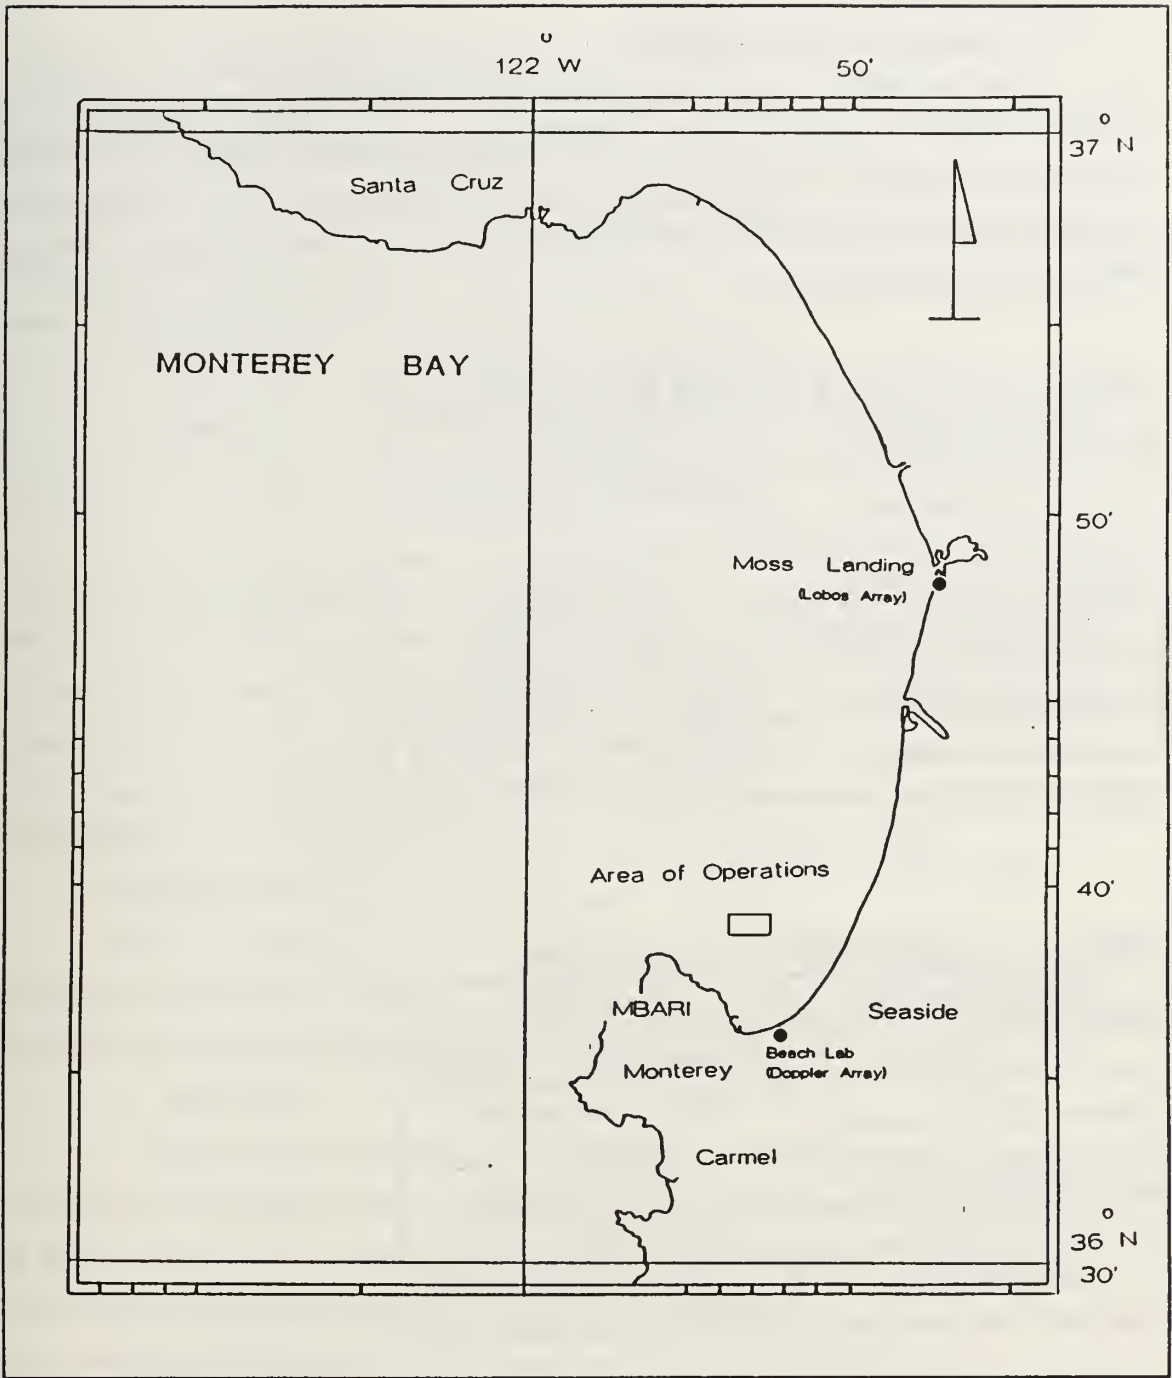 122° W
50'
37° N
Santa Cruz
MONTEREY BAY
50'
Moss Landing
(Lobos Array)
Area of Operations
40'
MBARI
Seaside
Beach Lab
Monterey (Doppler Array)
Carmel
36° N
30'